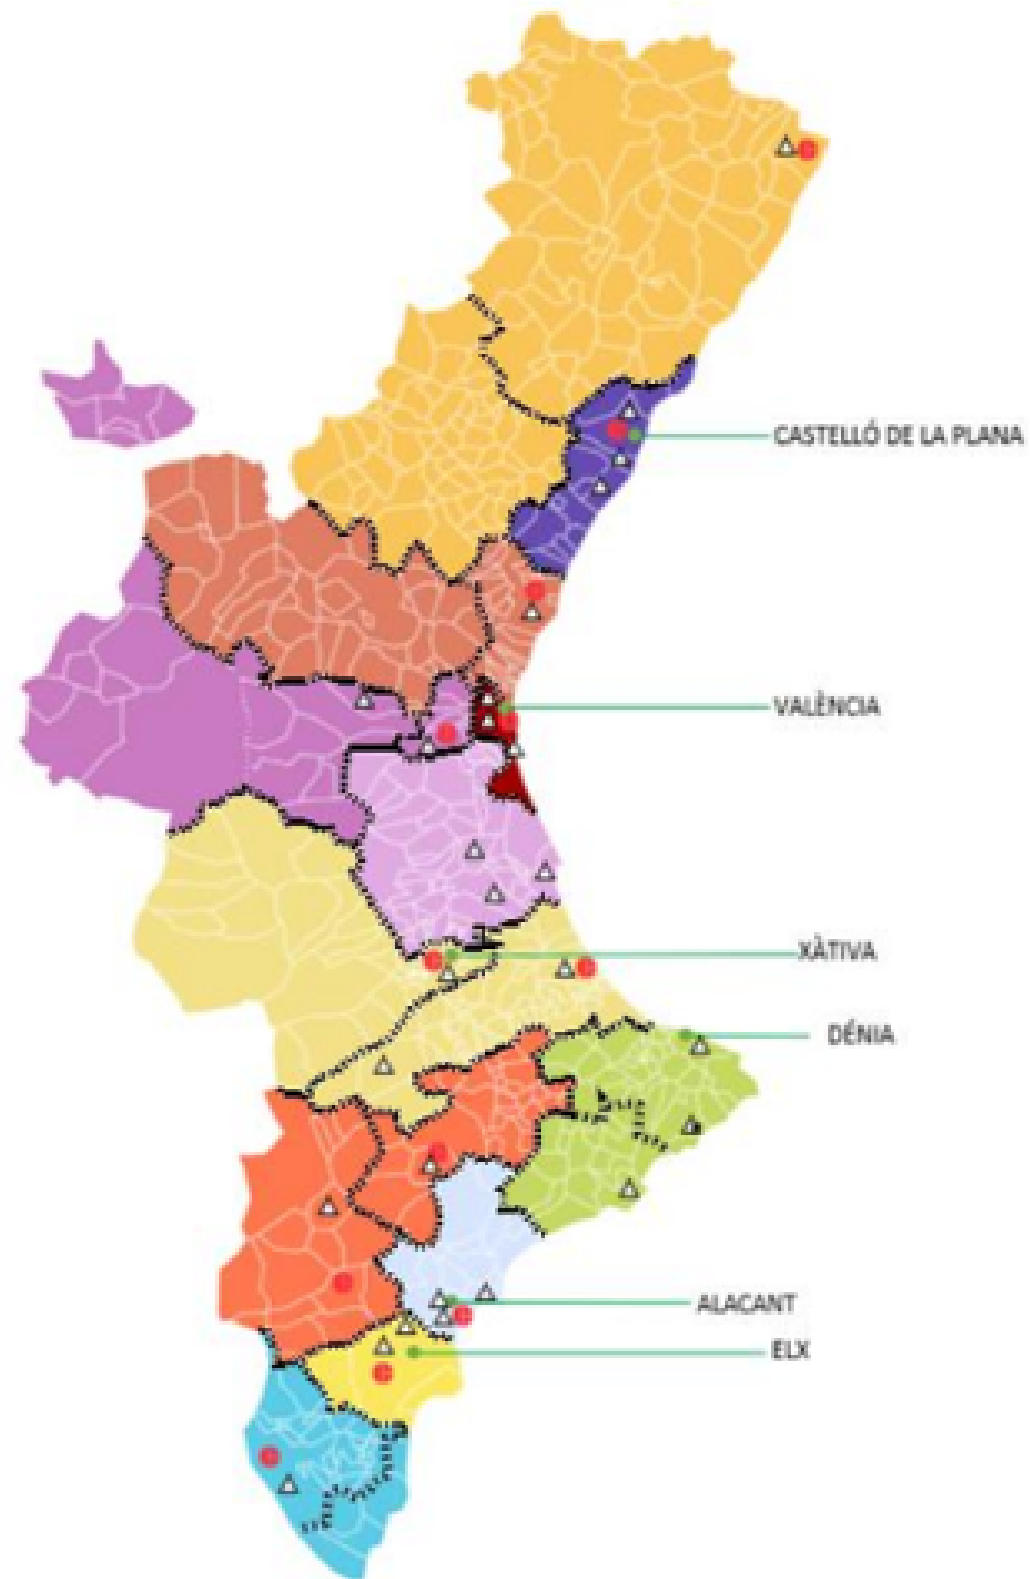 CASTELLÓ DE LA PLANA
VALÈNCIA
XÀTIVA
DÉNIA
ALACANT
ELX